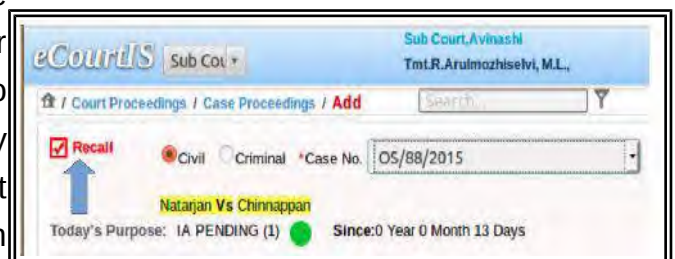 eCourtIS Sub Cou
Sub Court,Avinashi
Tmt.R.Arulmozhiselvi, M.L.,
/ Court Proceedings / Case Proceedings / Add Search..
Recall Civil Criminal *Case No. OS/88/2015
Natarjan Vs Chinnappan
Today's Purpose: IA PENDING (1) Since:0 Year 0 Month 13 Days